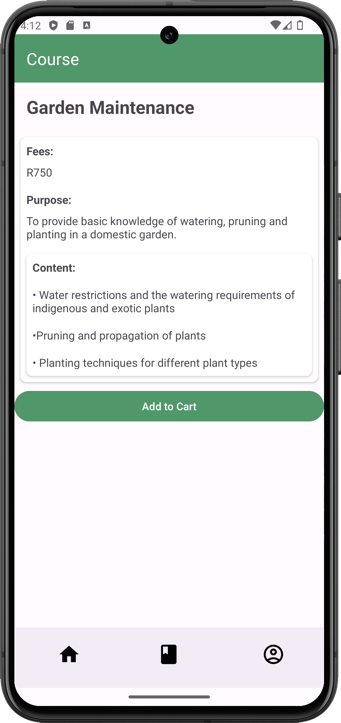 4:12
Course
Garden Maintenance
Fees:
R750
Purpose:
To provide basic knowledge of watering, pruning and
planting in a domestic garden.
Content:
• Water restrictions and the watering requirements of
indigenous and exotic plants
•Pruning and propagation of plants
• Planting techniques for different plant types
Add to Cart